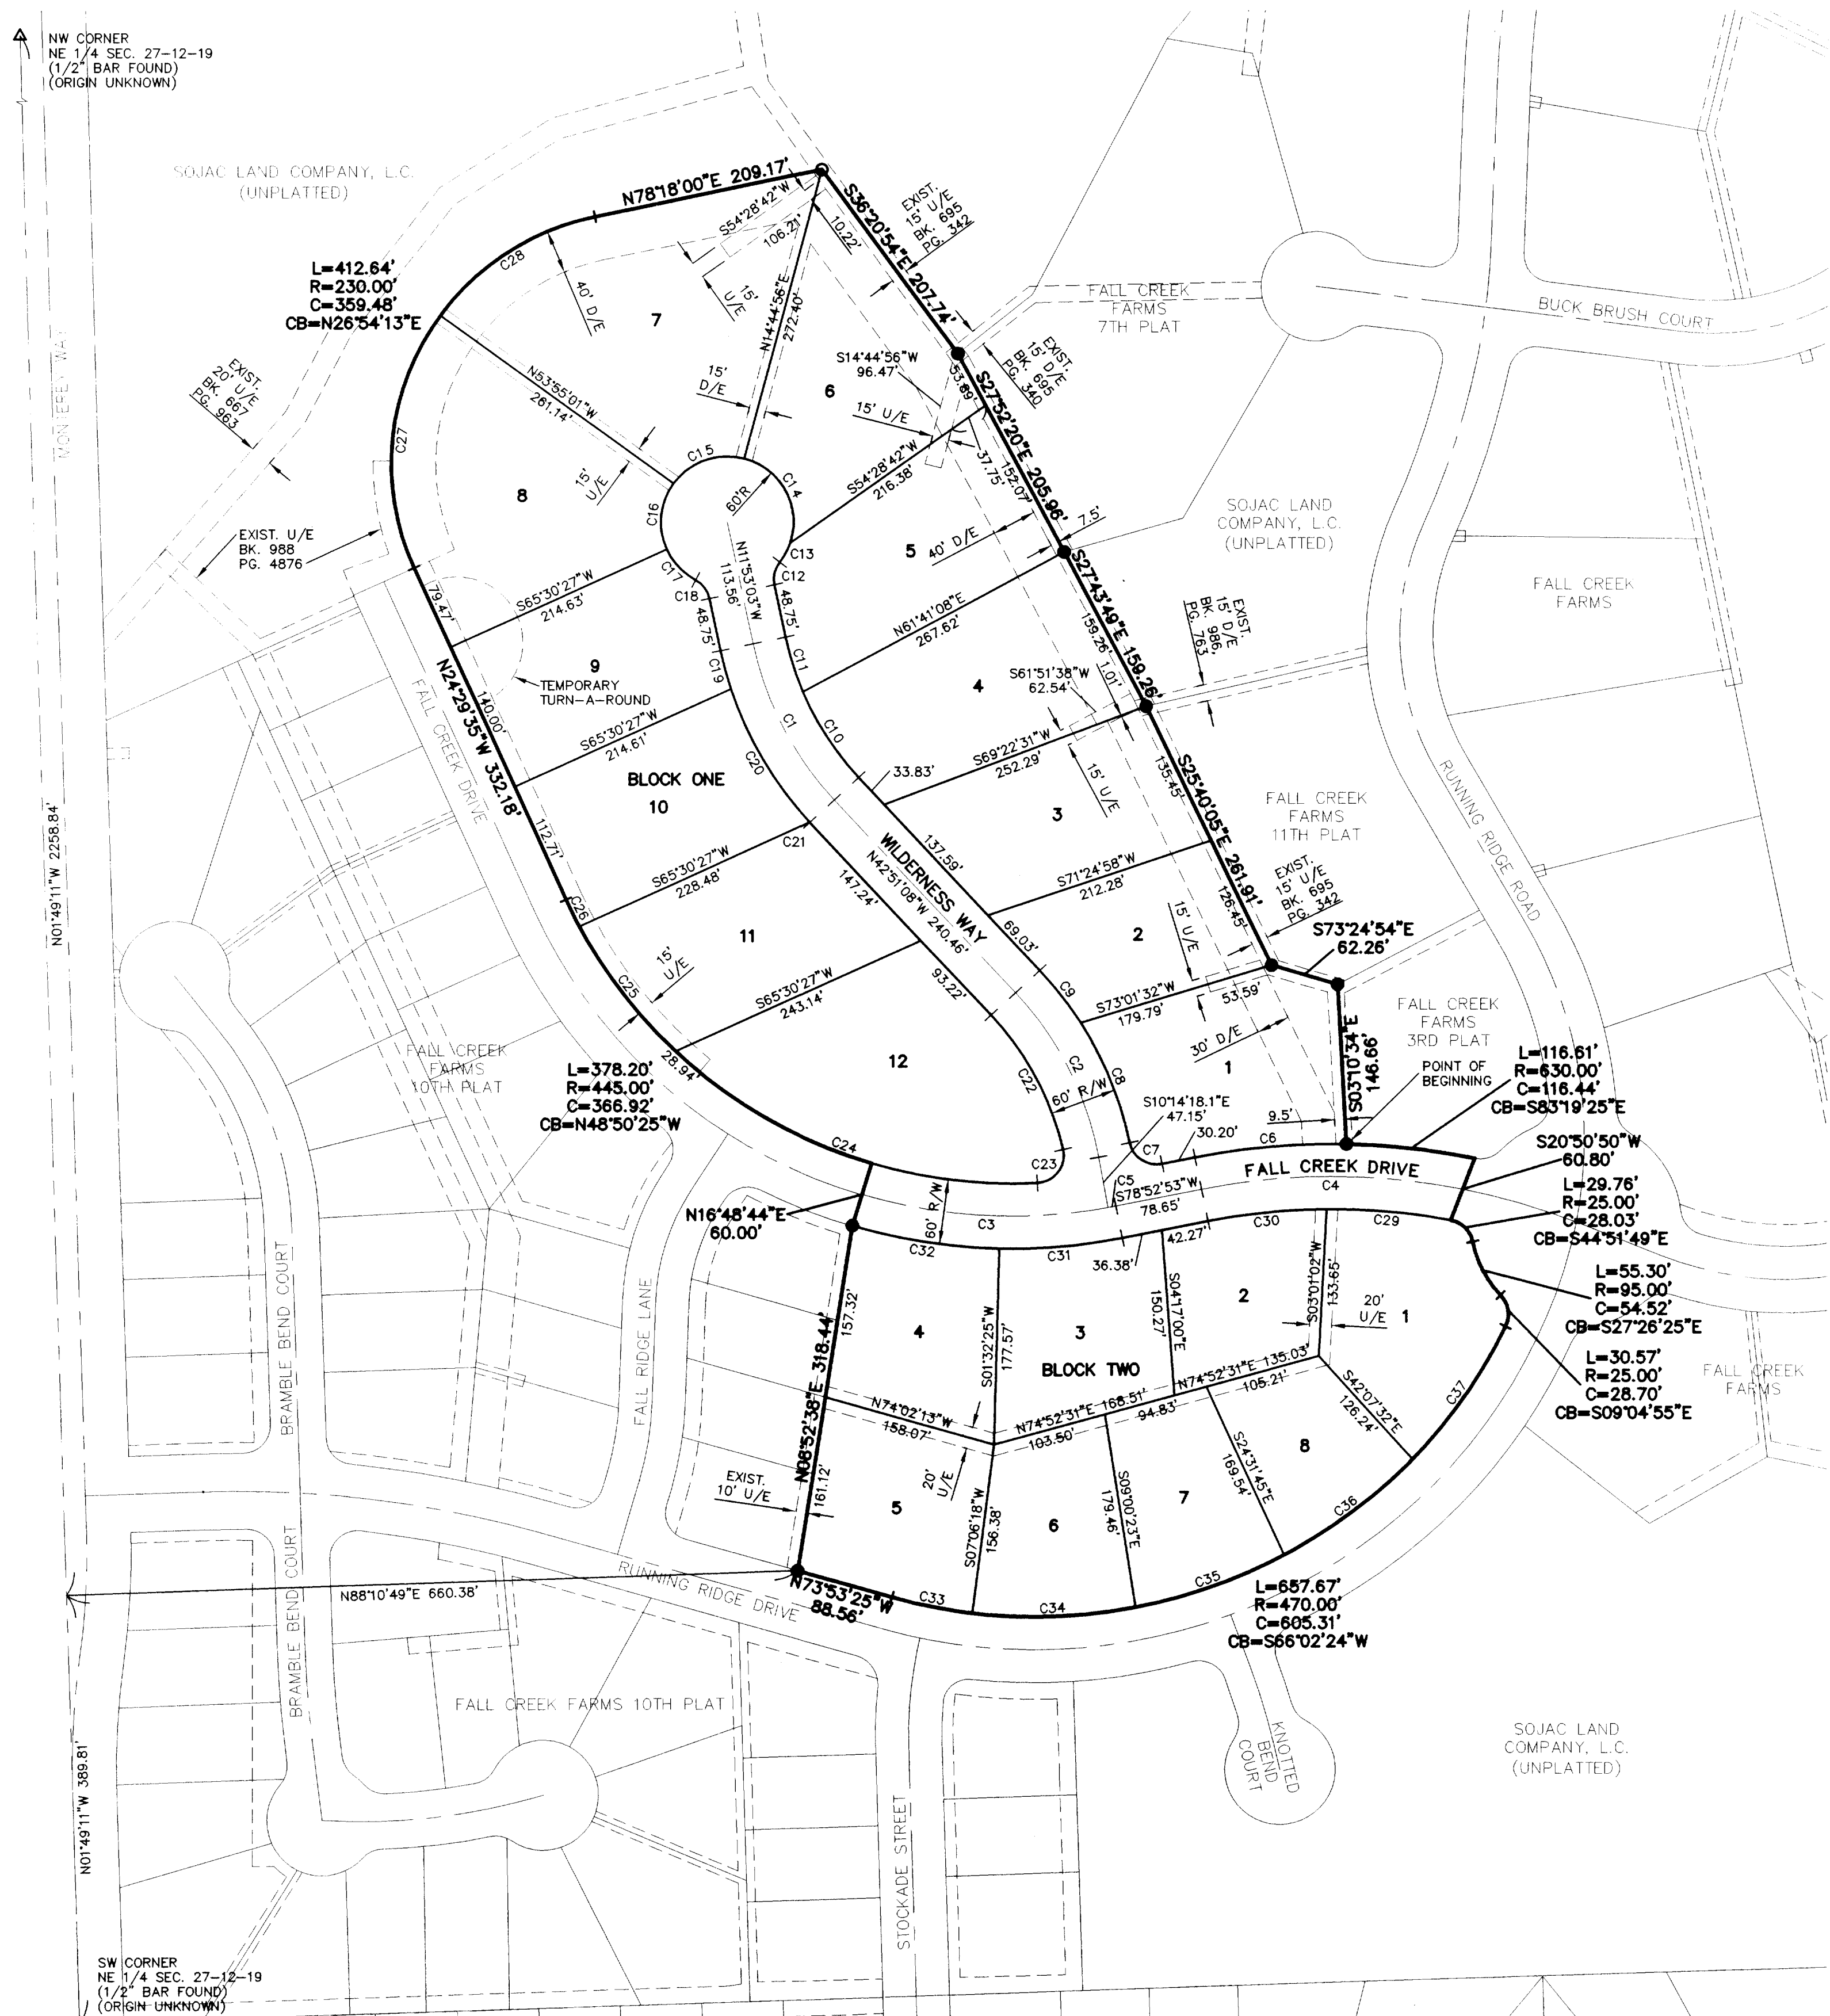 NW CORNER
NE 1/4 SEC. 27-12-19
(1/2" BAR FOUND)
(ORIGIN UNKNOWN)
SOJAC LAND COMPANY, L.C.
(UNPLATTED)
N78°18'00"E 209.17'
S54°28'42"W
106.21'
10.22'
S36°20'54"E 207.74'
EXIST.
15' U/E
BK. 695
PG. 342
L=412.64'
R=230.00'
C=359.48'
CB=N26°54'13"E
C28
40' D/E
15'
U/E
7
N14°44'56"E
272.40'
FALL CREEK
FARMS
7TH PLAT
BUCK BRUSH COURT
MONTEREY WAY
EXIST.
20' U/E
BK. 667
PG. 963
N53°55'01"W
261.14'
15'
D/E
S14°44'56"W
96.47'
6
15' U/E
EXIST.
15' D/E
BK. 695
PG. 340
53.89'
S27°52'20"E 205.96'
152.07'
37.75'
C27
C15
C14
60'R
S54°28'42"W
216.38'
8
15'
U/E
C16
EXIST. U/E
BK. 988
PG. 4876
SOJAC LAND
COMPANY, L.C.
(UNPLATTED)
7.5'
5
40' D/E
C13
C12
C17
C18
N11°53'03"W
113.56'
48.75'
48.75'
S27°43'49"E 159.26'
159.26'
EXIST.
15' D/E
BK. 986,
PG. 763
FALL CREEK
FARMS
79.47'
S65°30'27"W
214.63'
N61°41'08"E
267.62'
9
TEMPORARY
TURN-A-ROUND
C19
C11
C1
S61°51'38"W
62.54'
1.01'
4
N24°29'35"W 332.18'
140.00'
FALL CREEK DRIVE
S65°30'27"W
214.61'
C10
C20
33.83'
S69°22'31"W
252.29'
BLOCK ONE
10
15' U/E
135.45'
S25°40'05"E 261.91'
3
FALL CREEK
FARMS
11TH PLAT
RUNNING RIDGE ROAD
N01°49'11"W 2258.84'
112.71'
C21
S65°30'27"W
228.48'
137.59'
WILDERNESS WAY
N42°51'08"W 240.46'
147.24'
S71°24'58"W
212.28'
126.45'
EXIST.
15' U/E
BK. 695
PG. 342
C26
11
2
15' U/E
S73°24'54"E
62.26'
69.03'
15'
U/E
C25
S65°30'27"W
243.14'
93.22'
C9
S73°01'32"W
179.79'
53.59'
FALL CREEK
FARMS
3RD PLAT
S03°10'34"E
146.66'
30' D/E
FALL CREEK
FARMS
10TH PLAT
28.94'
12
C2
C22
C8
60' R/W
1
POINT OF
BEGINNING
L=116.61'
R=630.00'
C=116.44'
CB=S83°19'25"E
L=378.20'
R=445.00'
C=366.92'
CB=N48°50'25"W
S10°14'18.1"E
47.15'
9.5'
30.20'
C24
C23
C7
C6
S20°50'50"W
60.80'
FALL CREEK DRIVE
C5
S78°52'53"W
78.65'
C4
L=29.76'
R=25.00'
C=28.03'
CB=S44°51'49"E
N16°48'44"E
60.00'
60' R/W
C3
C32
C31
36.38'
42.27'
C30
C29
L=55.30'
R=95.00'
C=54.52'
CB=S27°26'25"E
BRAMBLE BEND COURT
FALL RIDGE LANE
N08°52'38"E 318.44'
157.32'
4
S01°32'25"W
177.57'
3
BLOCK TWO
S04°17'00"E
150.27'
2
S03°01'02"W
133.65'
20'
U/E
1
L=30.57'
R=25.00'
C=28.70'
CB=S09°04'55"E
FALL CREEK
FARMS
N74°02'13"W
158.07'
N74°52'31"E 168.51'
103.50'
94.83'
N74°52'31"E 135.03'
105.21'
S42°07'32"E
126.24'
C37
EXIST.
10' U/E
161.12'
5
20'
U/E
S07°06'18"W
156.38'
6
S09°00'23"E
179.46'
7
S24°31'45"E
169.54'
8
C36
BRAMBLE BEND COURT
RUNNING RIDGE DRIVE
N88°10'49"E 660.38'
N73°53'25"W
88.56'
C33
C34
C35
L=657.67'
R=470.00'
C=605.31'
CB=S66°02'24"W
FALL CREEK FARMS 10TH PLAT
KNOTTED
BEND
COURT
SOJAC LAND
COMPANY, L.C.
(UNPLATTED)
N01°49'11"W 389.81'
STOCKADE STREET
SW CORNER
NE 1/4 SEC. 27-12-19
(1/2" BAR FOUND)
(ORIGIN UNKNOWN)